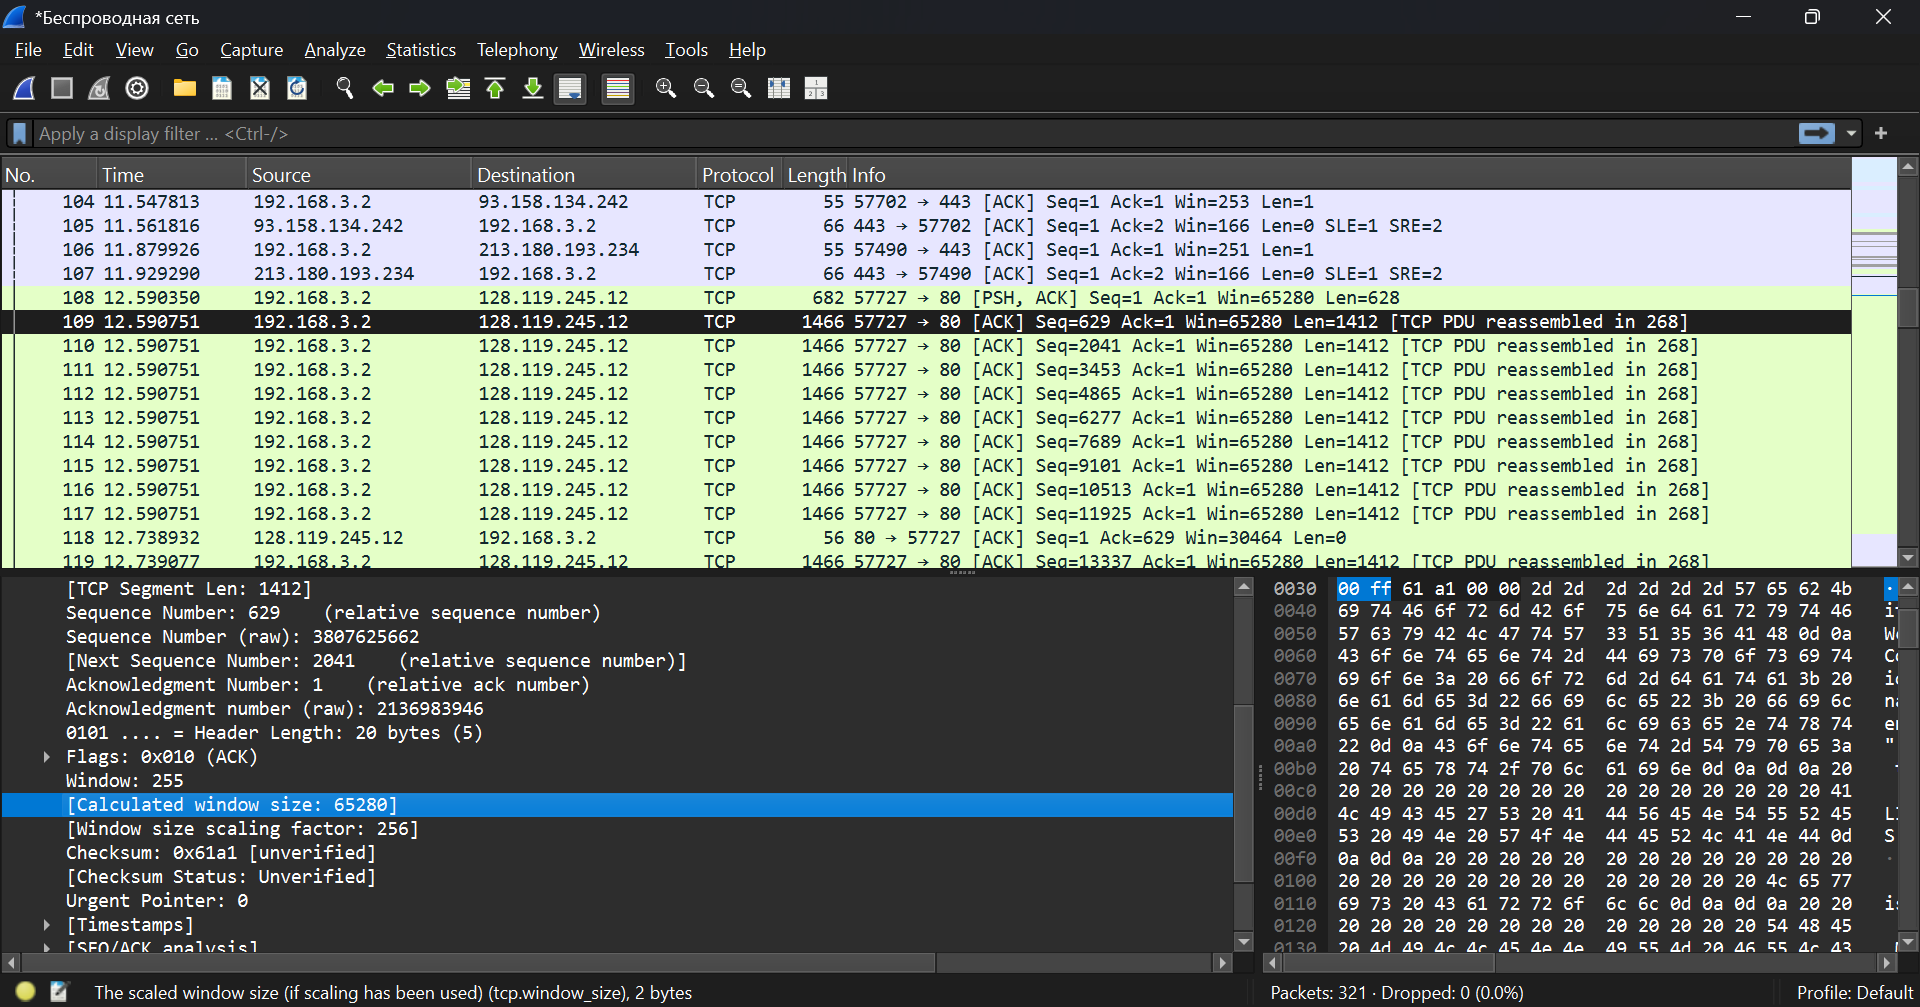 *Беспроводная сеть
File Edit View Go Capture Analyze Statistics Telephony Wireless Tools Help
Apply a display filter ... <Ctrl-/>
No. Time Source Destination Protocol Length Info
104 11.547813 192.168.3.2 93.158.134.242 TCP 55 57702 → 443 [ACK] Seq=1 Ack=1 Win=253 Len=1
105 11.561816 93.158.134.242 192.168.3.2 TCP 66 443 → 57702 [ACK] Seq=1 Ack=2 Win=166 Len=0 SLE=1 SRE=2
106 11.879926 192.168.3.2 213.180.193.234 TCP 55 57490 → 443 [ACK] Seq=1 Ack=1 Win=251 Len=1
107 11.929290 213.180.193.234 192.168.3.2 TCP 66 443 → 57490 [ACK] Seq=1 Ack=2 Win=166 Len=0 SLE=1 SRE=2
108 12.590350 192.168.3.2 128.119.245.12 TCP 682 57727 → 80 [PSH, ACK] Seq=1 Ack=1 Win=65280 Len=628
109 12.590751 192.168.3.2 128.119.245.12 TCP 1466 57727 → 80 [ACK] Seq=629 Ack=1 Win=65280 Len=1412 [TCP PDU reassembled in 268]
110 12.590751 192.168.3.2 128.119.245.12 TCP 1466 57727 → 80 [ACK] Seq=2041 Ack=1 Win=65280 Len=1412 [TCP PDU reassembled in 268]
111 12.590751 192.168.3.2 128.119.245.12 TCP 1466 57727 → 80 [ACK] Seq=3453 Ack=1 Win=65280 Len=1412 [TCP PDU reassembled in 268]
112 12.590751 192.168.3.2 128.119.245.12 TCP 1466 57727 → 80 [ACK] Seq=4865 Ack=1 Win=65280 Len=1412 [TCP PDU reassembled in 268]
113 12.590751 192.168.3.2 128.119.245.12 TCP 1466 57727 → 80 [ACK] Seq=6277 Ack=1 Win=65280 Len=1412 [TCP PDU reassembled in 268]
114 12.590751 192.168.3.2 128.119.245.12 TCP 1466 57727 → 80 [ACK] Seq=7689 Ack=1 Win=65280 Len=1412 [TCP PDU reassembled in 268]
115 12.590751 192.168.3.2 128.119.245.12 TCP 1466 57727 → 80 [ACK] Seq=9101 Ack=1 Win=65280 Len=1412 [TCP PDU reassembled in 268]
116 12.590751 192.168.3.2 128.119.245.12 TCP 1466 57727 → 80 [ACK] Seq=10513 Ack=1 Win=65280 Len=1412 [TCP PDU reassembled in 268]
117 12.590751 192.168.3.2 128.119.245.12 TCP 1466 57727 → 80 [ACK] Seq=11925 Ack=1 Win=65280 Len=1412 [TCP PDU reassembled in 268]
118 12.738932 128.119.245.12 192.168.3.2 TCP 56 80 → 57727 [ACK] Seq=1 Ack=629 Win=30464 Len=0
119 12.739077 192.168.3.2 128.119.245.12 TCP 1466 57727 → 80 [ACK] Seq=13337 Ack=1 Win=65280 Len=1412 [TCP PDU reassembled in 268]
[TCP Segment Len: 1412]
Sequence Number: 629 (relative sequence number)
Sequence Number (raw): 3807625662
[Next Sequence Number: 2041 (relative sequence number)]
Acknowledgment Number: 1 (relative ack number)
Acknowledgment number (raw): 2136983946
0101 .... = Header Length: 20 bytes (5)
Flags: 0x010 (ACK)
Window: 255
[Calculated window size: 65280]
[Window size scaling factor: 256]
Checksum: 0x61a1 [unverified]
[Checksum Status: Unverified]
Urgent Pointer: 0
[Timestamps]
[SEQ/ACK analysis]
0030 00 ff 61 a1 00 00 2d 2d 2d 2d 2d 2d 57 65 62 4b
0040 69 74 46 6f 72 6d 42 6f 75 6e 64 61 72 79 74 46
0050 57 63 79 42 4c 47 74 57 33 51 35 36 41 48 0d 0a
0060 43 6f 6e 74 65 6e 74 2d 44 69 73 70 6f 73 69 74
0070 69 6f 6e 3a 20 66 6f 72 6d 2d 64 61 74 61 3b 20
0080 6e 61 6d 65 3d 22 66 69 6c 65 22 3b 20 66 69 6c
0090 65 6e 61 6d 65 3d 22 61 6c 69 63 65 2e 74 78 74
00a0 22 0d 0a 43 6f 6e 74 65 6e 74 2d 54 79 70 65 3a
00b0 20 74 65 78 74 2f 70 6c 61 69 6e 0d 0a 0d 0a 20
00c0 20 20 20 20 20 20 20 20 20 20 20 20 20 20 20 41
00d0 4c 49 43 45 27 53 20 41 44 56 45 4e 54 55 52 45
00e0 53 20 49 4e 20 57 4f 4e 44 45 52 4c 41 4e 44 0d
00f0 0a 0d 0a 20 20 20 20 20 20 20 20 20 20 20 20 20
0100 20 20 20 20 20 20 20 20 20 20 20 20 20 4c 65 77
0110 69 73 20 43 61 72 72 6f 6c 6c 0d 0a 0d 0a 20 20
0120 20 20 20 20 20 20 20 20 20 20 20 20 20 54 48 45
0130 20 4d 49 4c 4c 45 4e 4e 49 55 4d 20 46 55 4c 43
The scaled window size (if scaling has been used) (tcp.window_size), 2 bytes
Packets: 321 · Dropped: 0 (0.0%)
Profile: Default